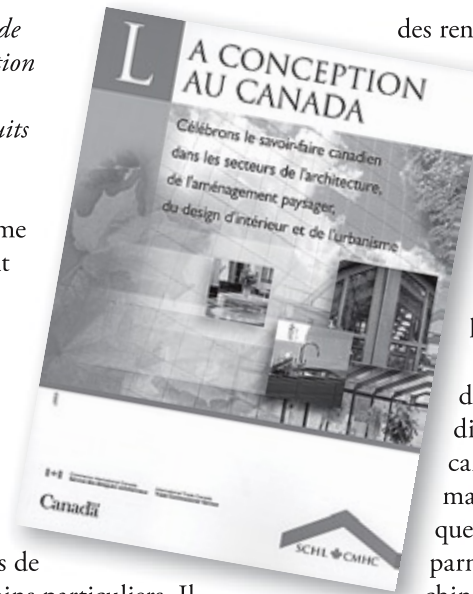 de
tion
uits
me
t
s de
ins particuliers. Il
LA CONCEPTION
AU CANADA
Célébrons le savoir-faire canadien
dans les secteurs de l'architecture,
de l'aménagement paysager,
du design d'intérieur et de l'urbanisme
Canada
SCHL CMHC
des ren
l
d
di
ca
ma
que
parm